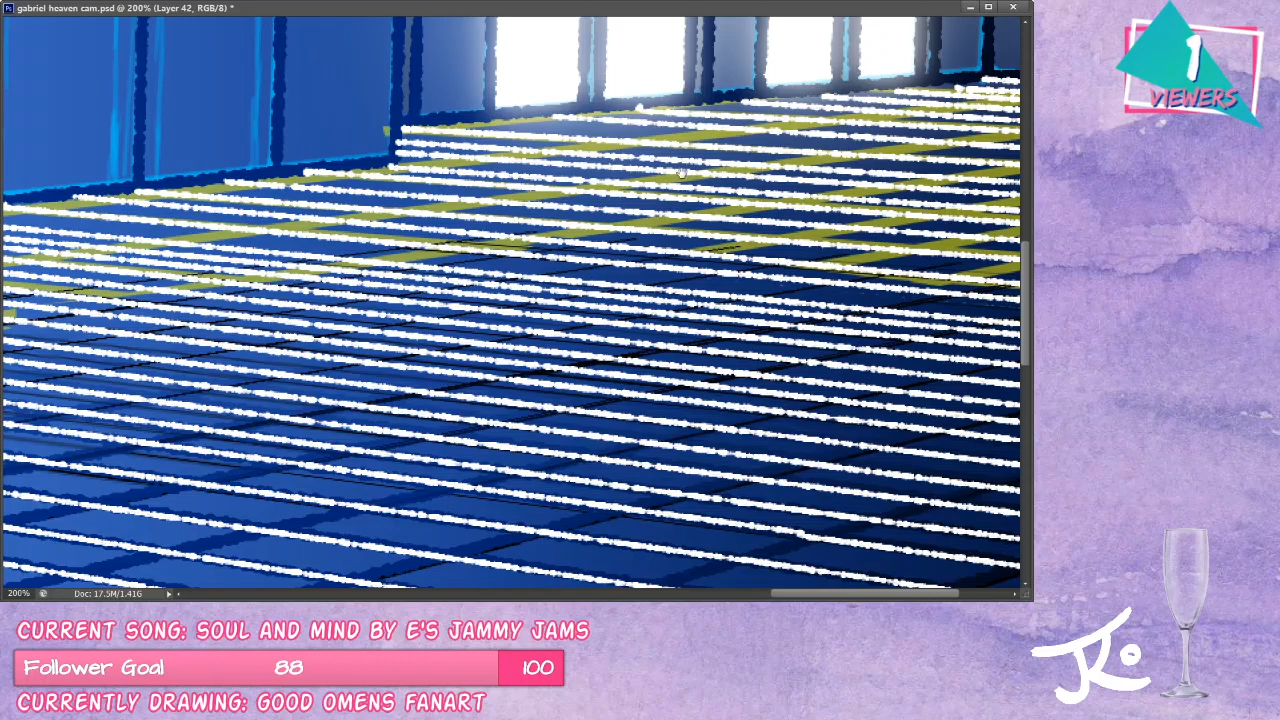 gabriel heaven cam.psd @ 200% (Layer 42, RGB/8) *
1
VIEWERS
200%
Doc: 17.5M/1.41G
CURRENT SONG: SOUL AND MIND BY E'S JAMMY JAMS
Follower Goal 88 100
CURRENTLY DRAWING: GOOD OMENS FANART
JKo